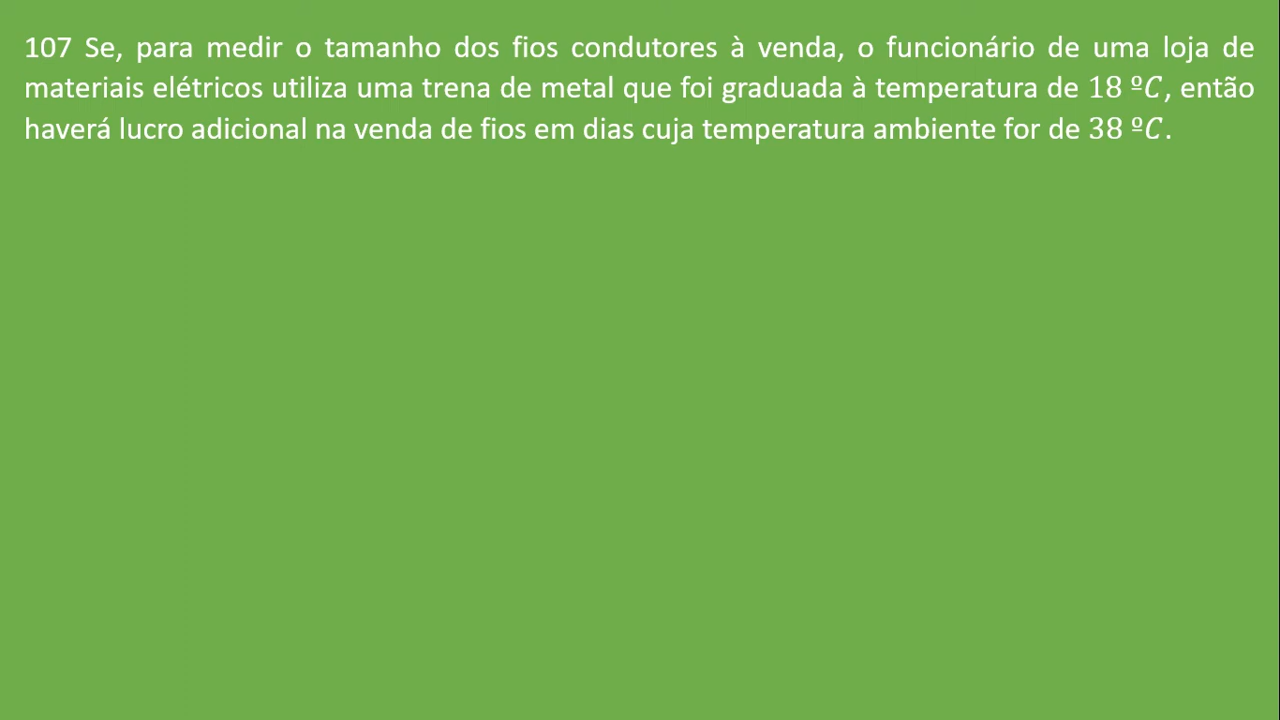 107 Se, para medir o tamanho dos fios condutores à venda, o funcionário de uma loja de
materiais elétricos utiliza uma trena de metal que foi graduada à temperatura de 18 ºC, então
haverá lucro adicional na venda de fios em dias cuja temperatura ambiente for de 38 ºC.